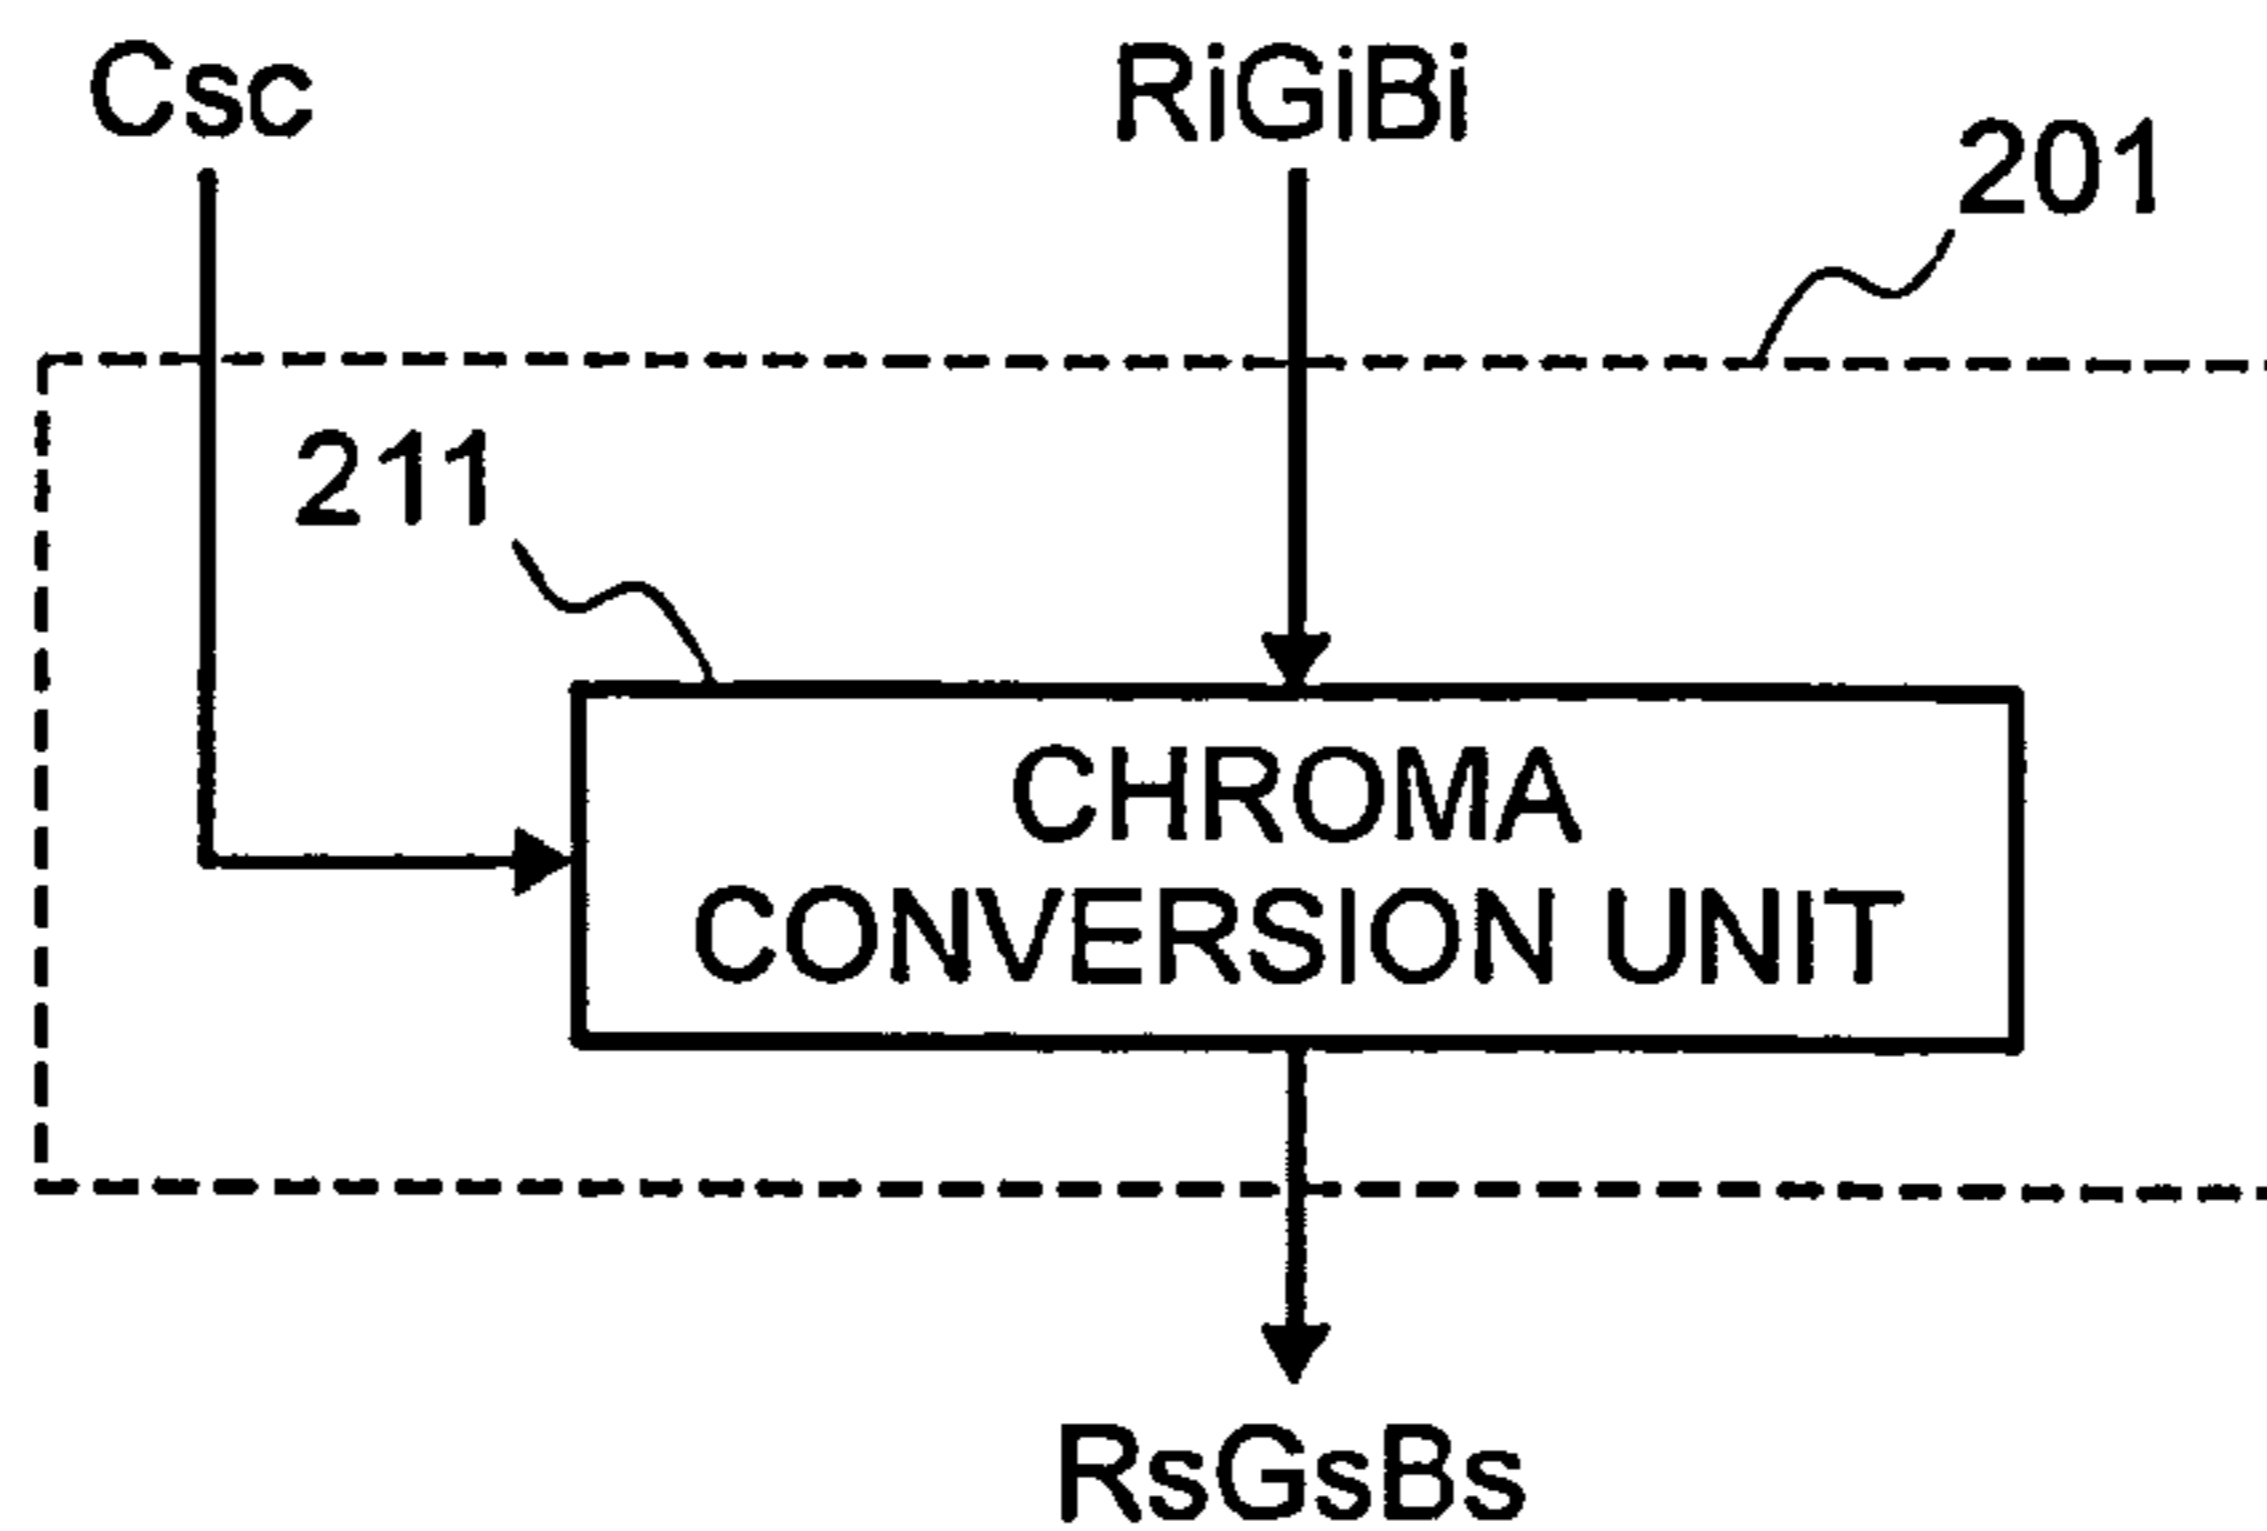 Csc
RiGiBi
201
211
CHROMA
CONVERSION UNIT
RsGsBs